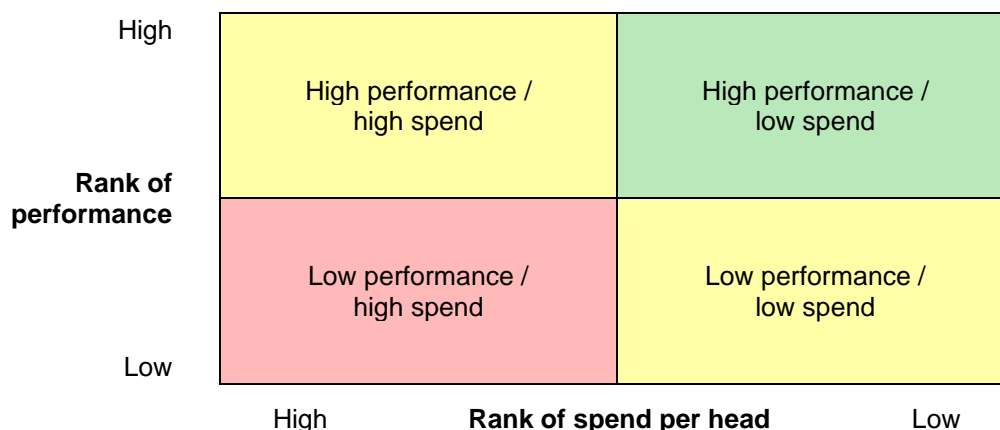 High
High performance /
high spend
High performance /
low spend
Rank of
performance
Low performance /
high spend
Low performance /
low spend
Low
High
Rank of spend per head
Low